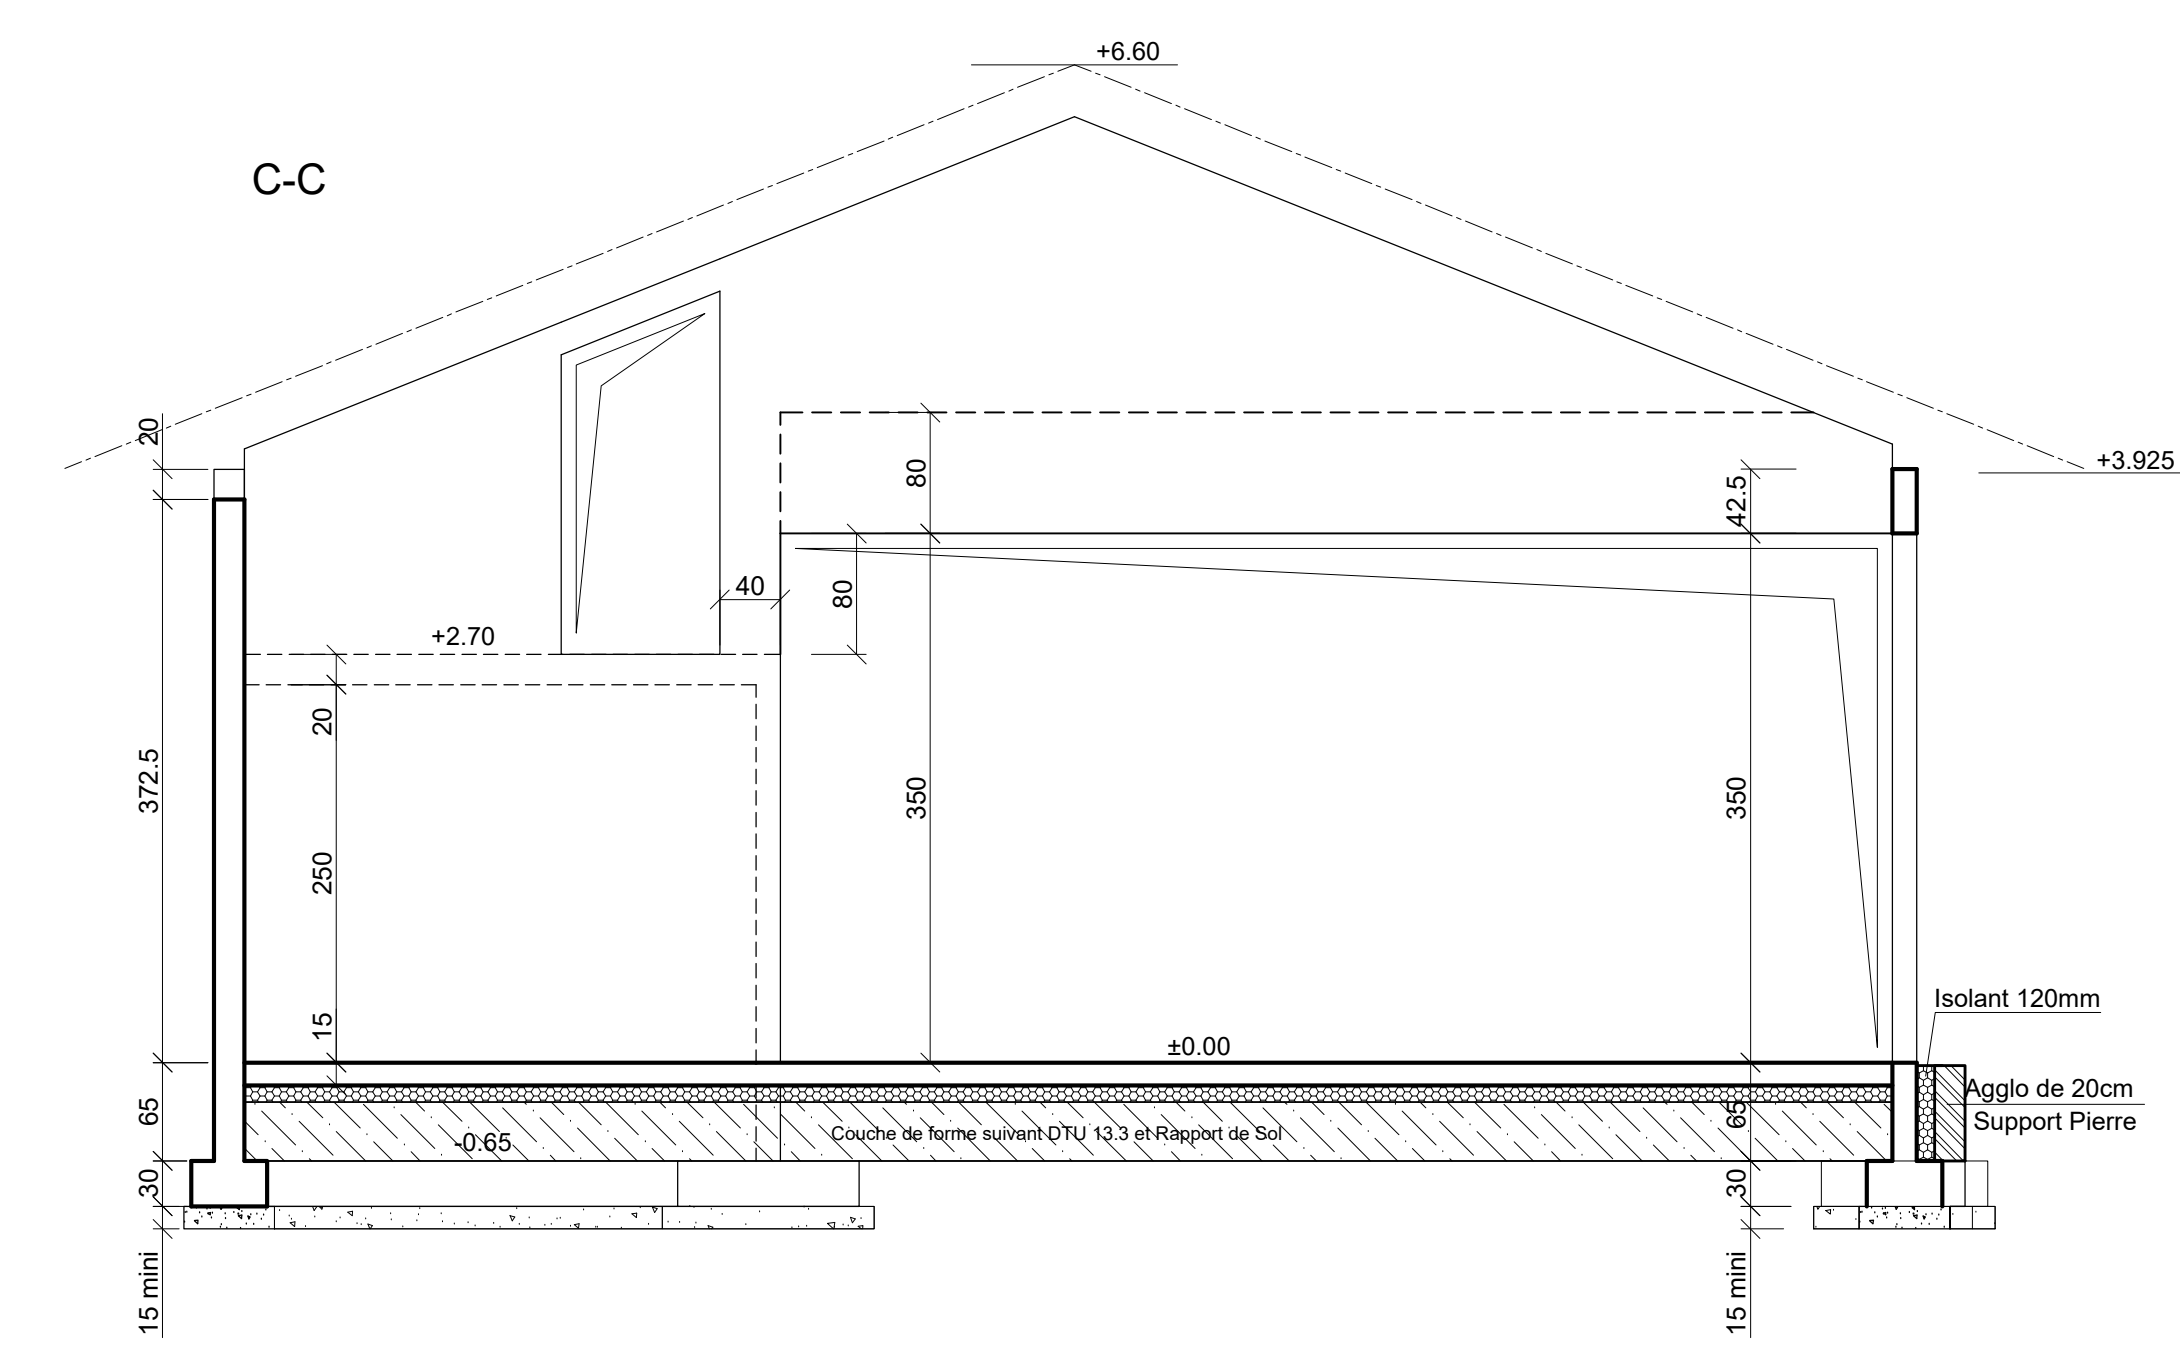 +6.60
C-C
20
+3.925
80
42.5
40
80
+2.70
20
372.5
350
350
250
Isolant 120mm
15
±0.00
Agglo de 20cm
Support Pierre
65
65
Couche de forme suivant DTU 13.3 et Rapport de Sol
-0.65
30
30
15 mini
15 mini